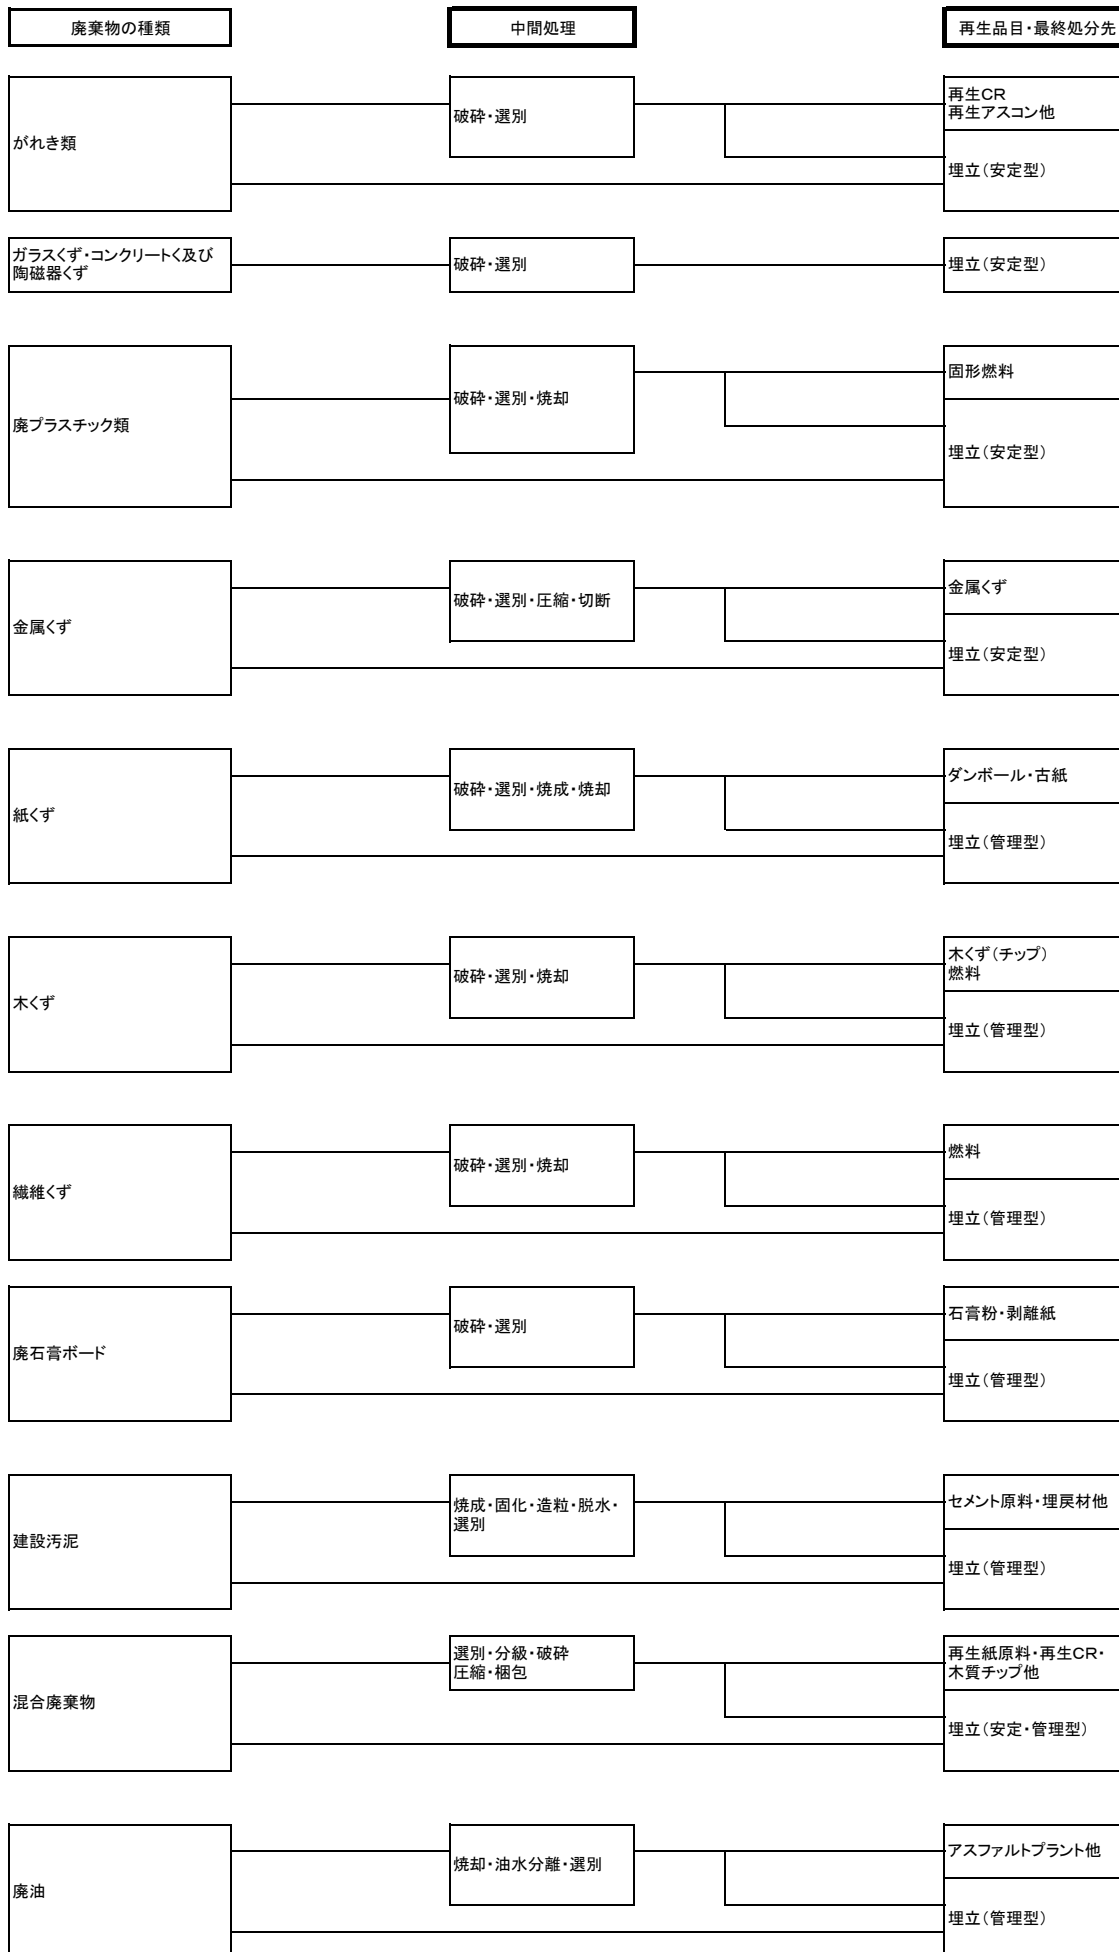 廃棄物の種類
中間処理
再生品目・最終処分先
がれき類
破砕・選別
再生CR
再生アスコン他
埋立(安定型)
ガラスくず・コンクリートく及び
陶磁器くず
破砕・選別
埋立(安定型)
廃プラスチック類
破砕・選別・焼却
固形燃料
埋立(安定型)
金属くず
破砕・選別・圧縮・切断
金属くず
埋立(安定型)
紙くず
破砕・選別・焼成・焼却
ダンボール・古紙
埋立(管理型)
木くず
破砕・選別・焼却
木くず(チップ)
燃料
埋立(管理型)
繊維くず
破砕・選別・焼却
燃料
埋立(管理型)
廃石膏ボード
破砕・選別
石膏粉・剥離紙
埋立(管理型)
建設汚泥
焼成・固化・造粒・脱水・
選別
セメント原料・埋戻材他
埋立(管理型)
混合廃棄物
選別・分級・破砕
圧縮・梱包
再生紙原料・再生CR・
木質チップ他
埋立(安定・管理型)
廃油
焼却・油水分離・選別
アスファルトプラント他
埋立(管理型)